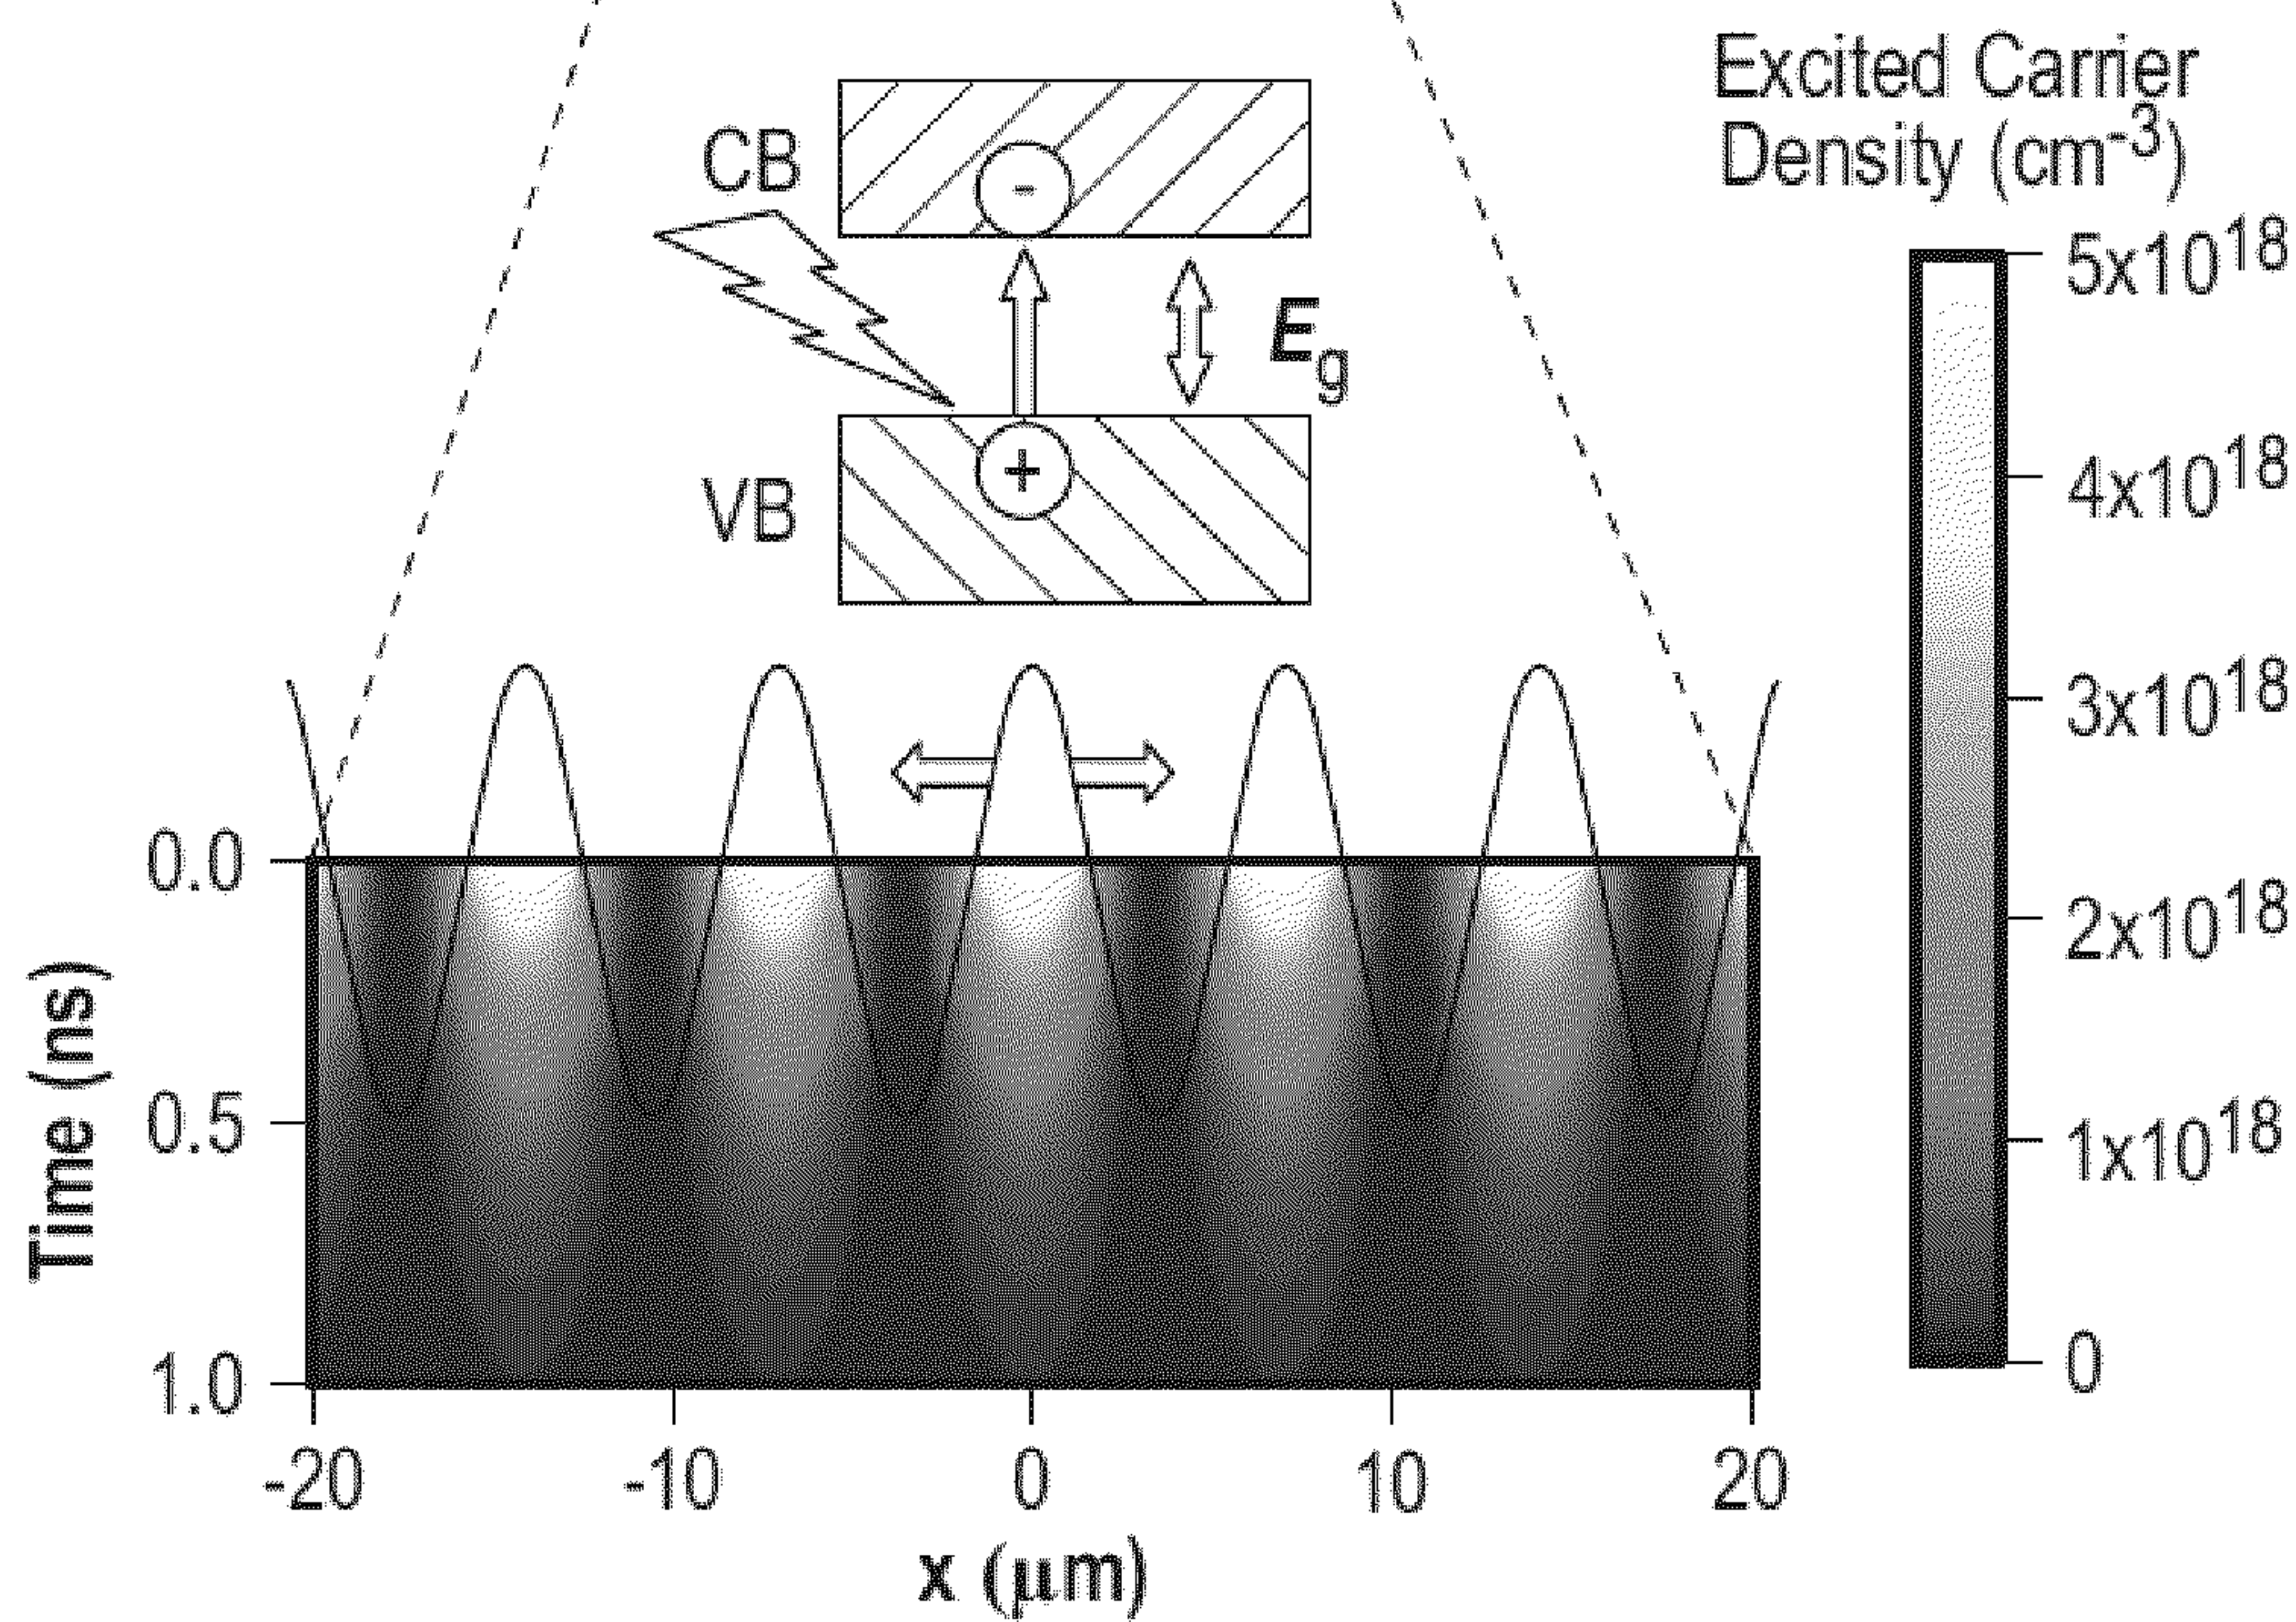 Excited Carrier
Density (cm⁻³)
CB
-
E_g
+
VB
5x10¹⁸
4x10¹⁸
3x10¹⁸
2x10¹⁸
1x10¹⁸
0
0.0
0.5
1.0
Time (ns)
-20 -10 0 10 20
x (μm)